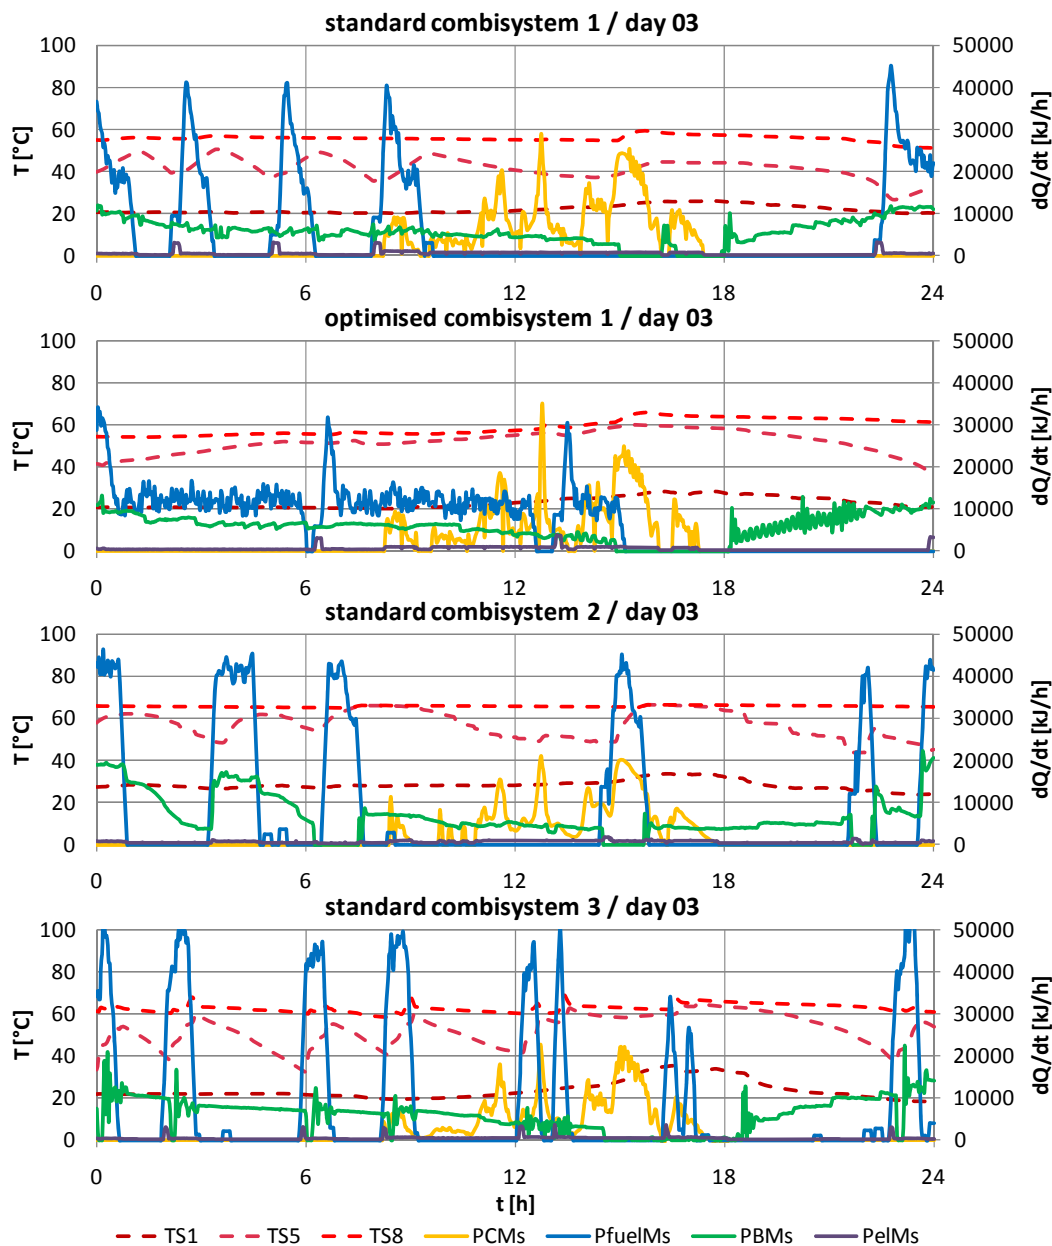 standard combisystem 1 / day 03
100 50000
80 40000
60 30000
40 20000
20 10000
0 0
T [°C] dQ/dt [kJ/h]
0 6 12 18 24
optimised combisystem 1 / day 03
100 50000
80 40000
60 30000
40 20000
20 10000
0 0
T [°C] dQ/dt [kJ/h]
0 6 12 18 24
standard combisystem 2 / day 03
100 50000
80 40000
60 30000
40 20000
20 10000
0 0
T [°C] dQ/dt [kJ/h]
0 6 12 18 24
standard combisystem 3 / day 03
100 50000
80 40000
60 30000
40 20000
20 10000
0 0
T [°C] dQ/dt [kJ/h]
0 6 12 18 24
t [h]
TS1 TS5 TS8 PCMs PfuelMs PBMs PelMs